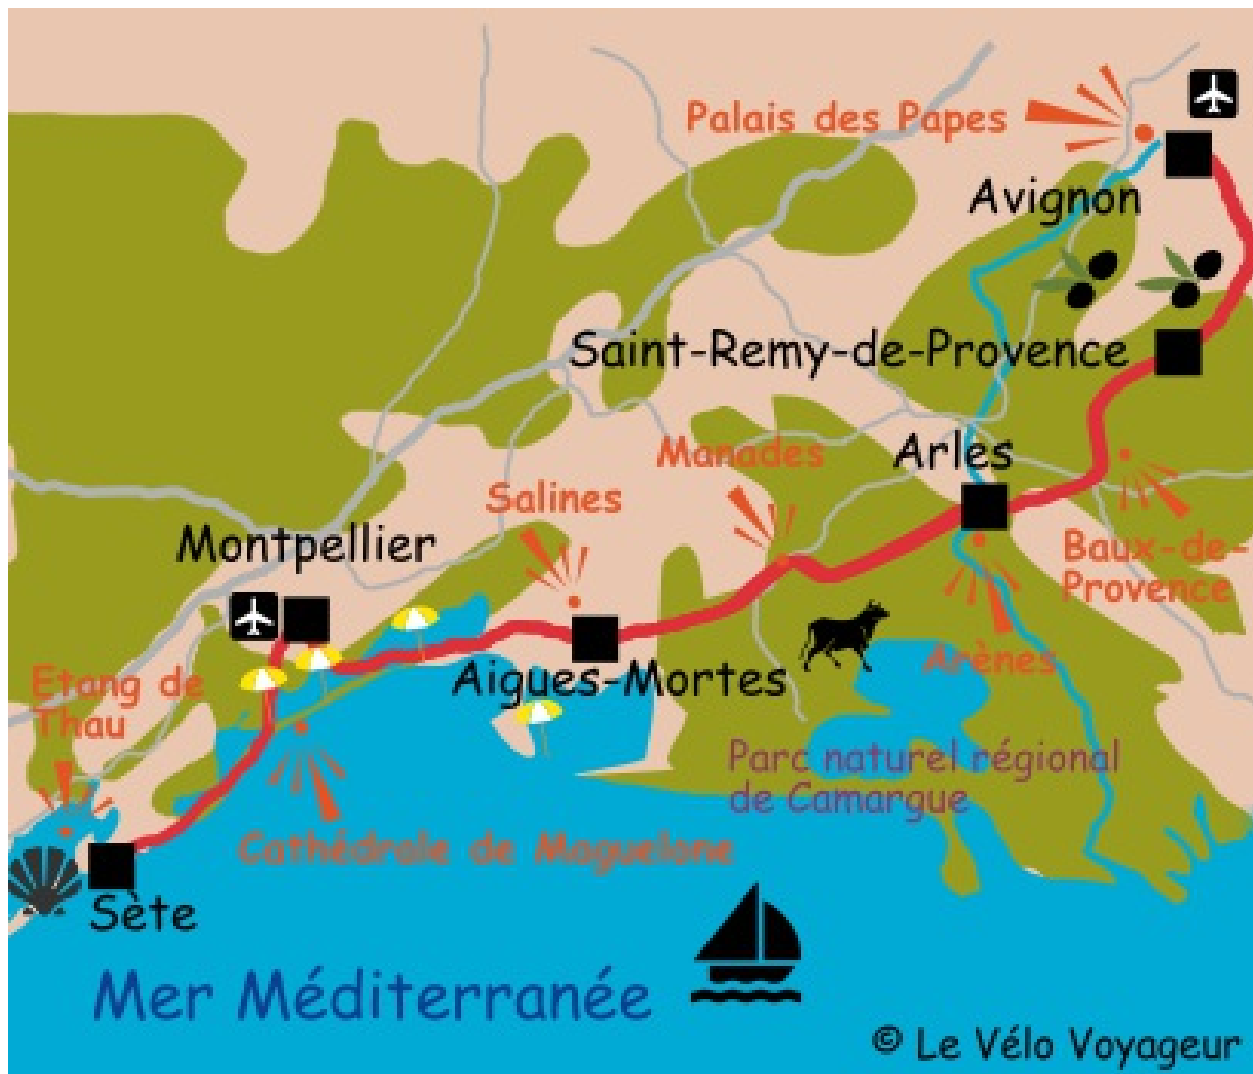 Palais des Papes
Avignon
Saint-Remy-de-Provence
Manades
Arles
Salines
Montpellier
Baux-de-
Provence
Arènes
Aigues-Mortes
Etang de
Thau
Parc naturel régional
de Camargue
Cathédrale de Maguelone
Sète
Mer Méditerranée
© Le Vélo Voyageur